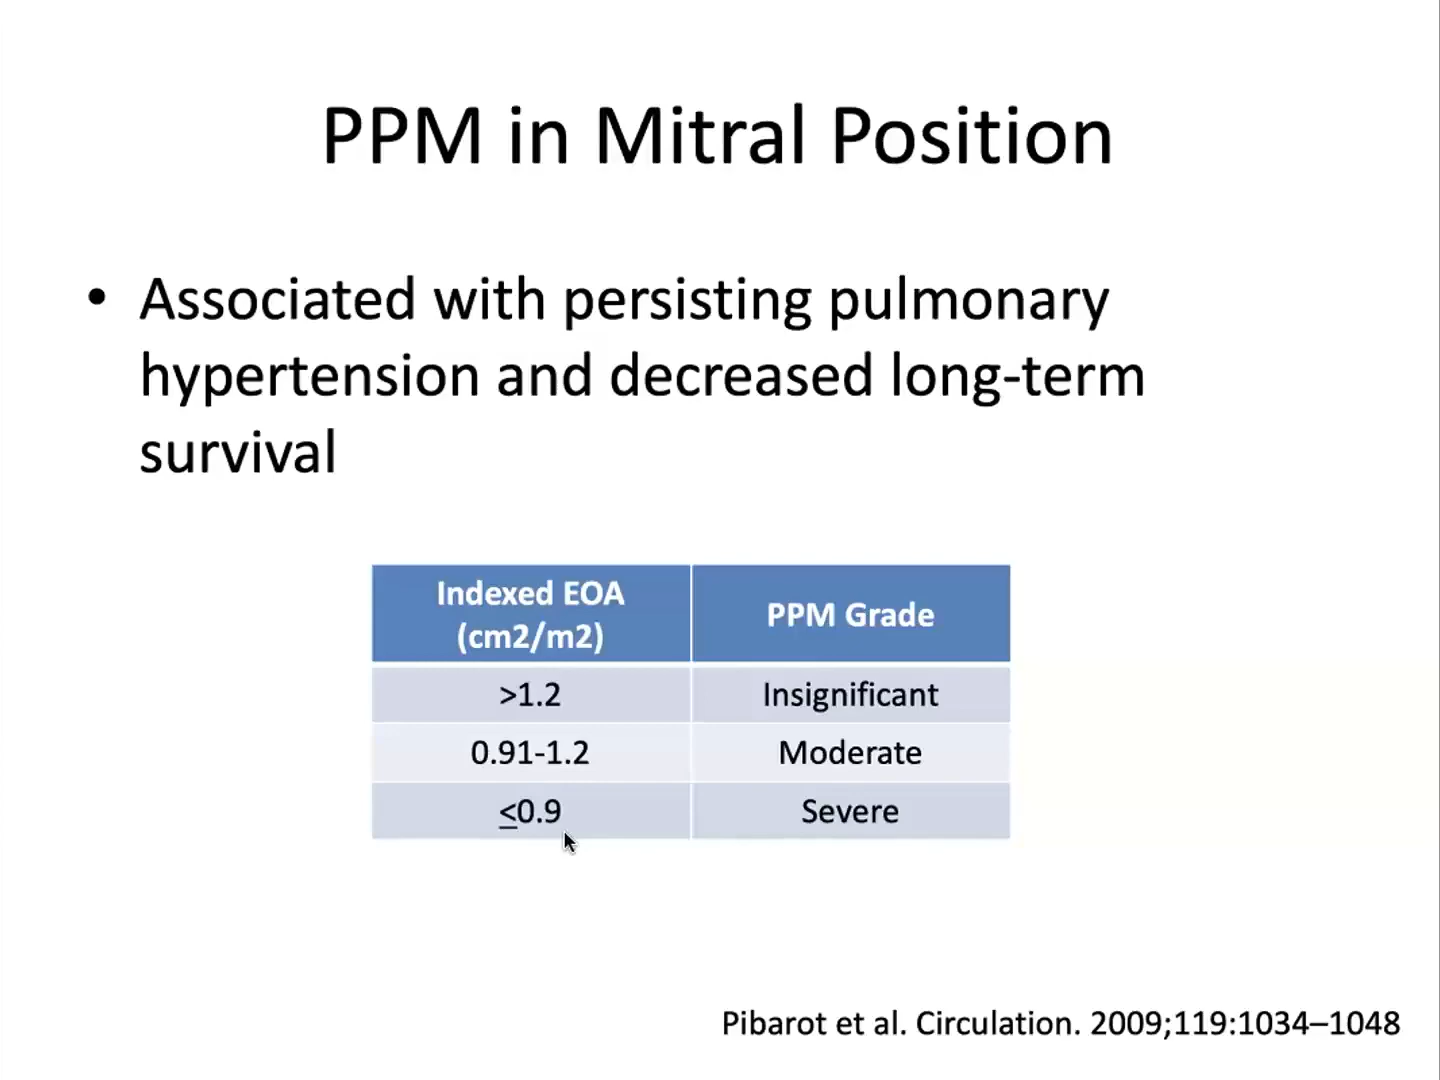 PPM in Mitral Position
• Associated with persisting pulmonary
hypertension and decreased long-term
survival
Indexed EOA
(cm2/m2)
PPM Grade
>1.2
Insignificant
0.91-1.2
Moderate
≤0.9
Severe
Pibarot et al. Circulation. 2009;119:1034–1048